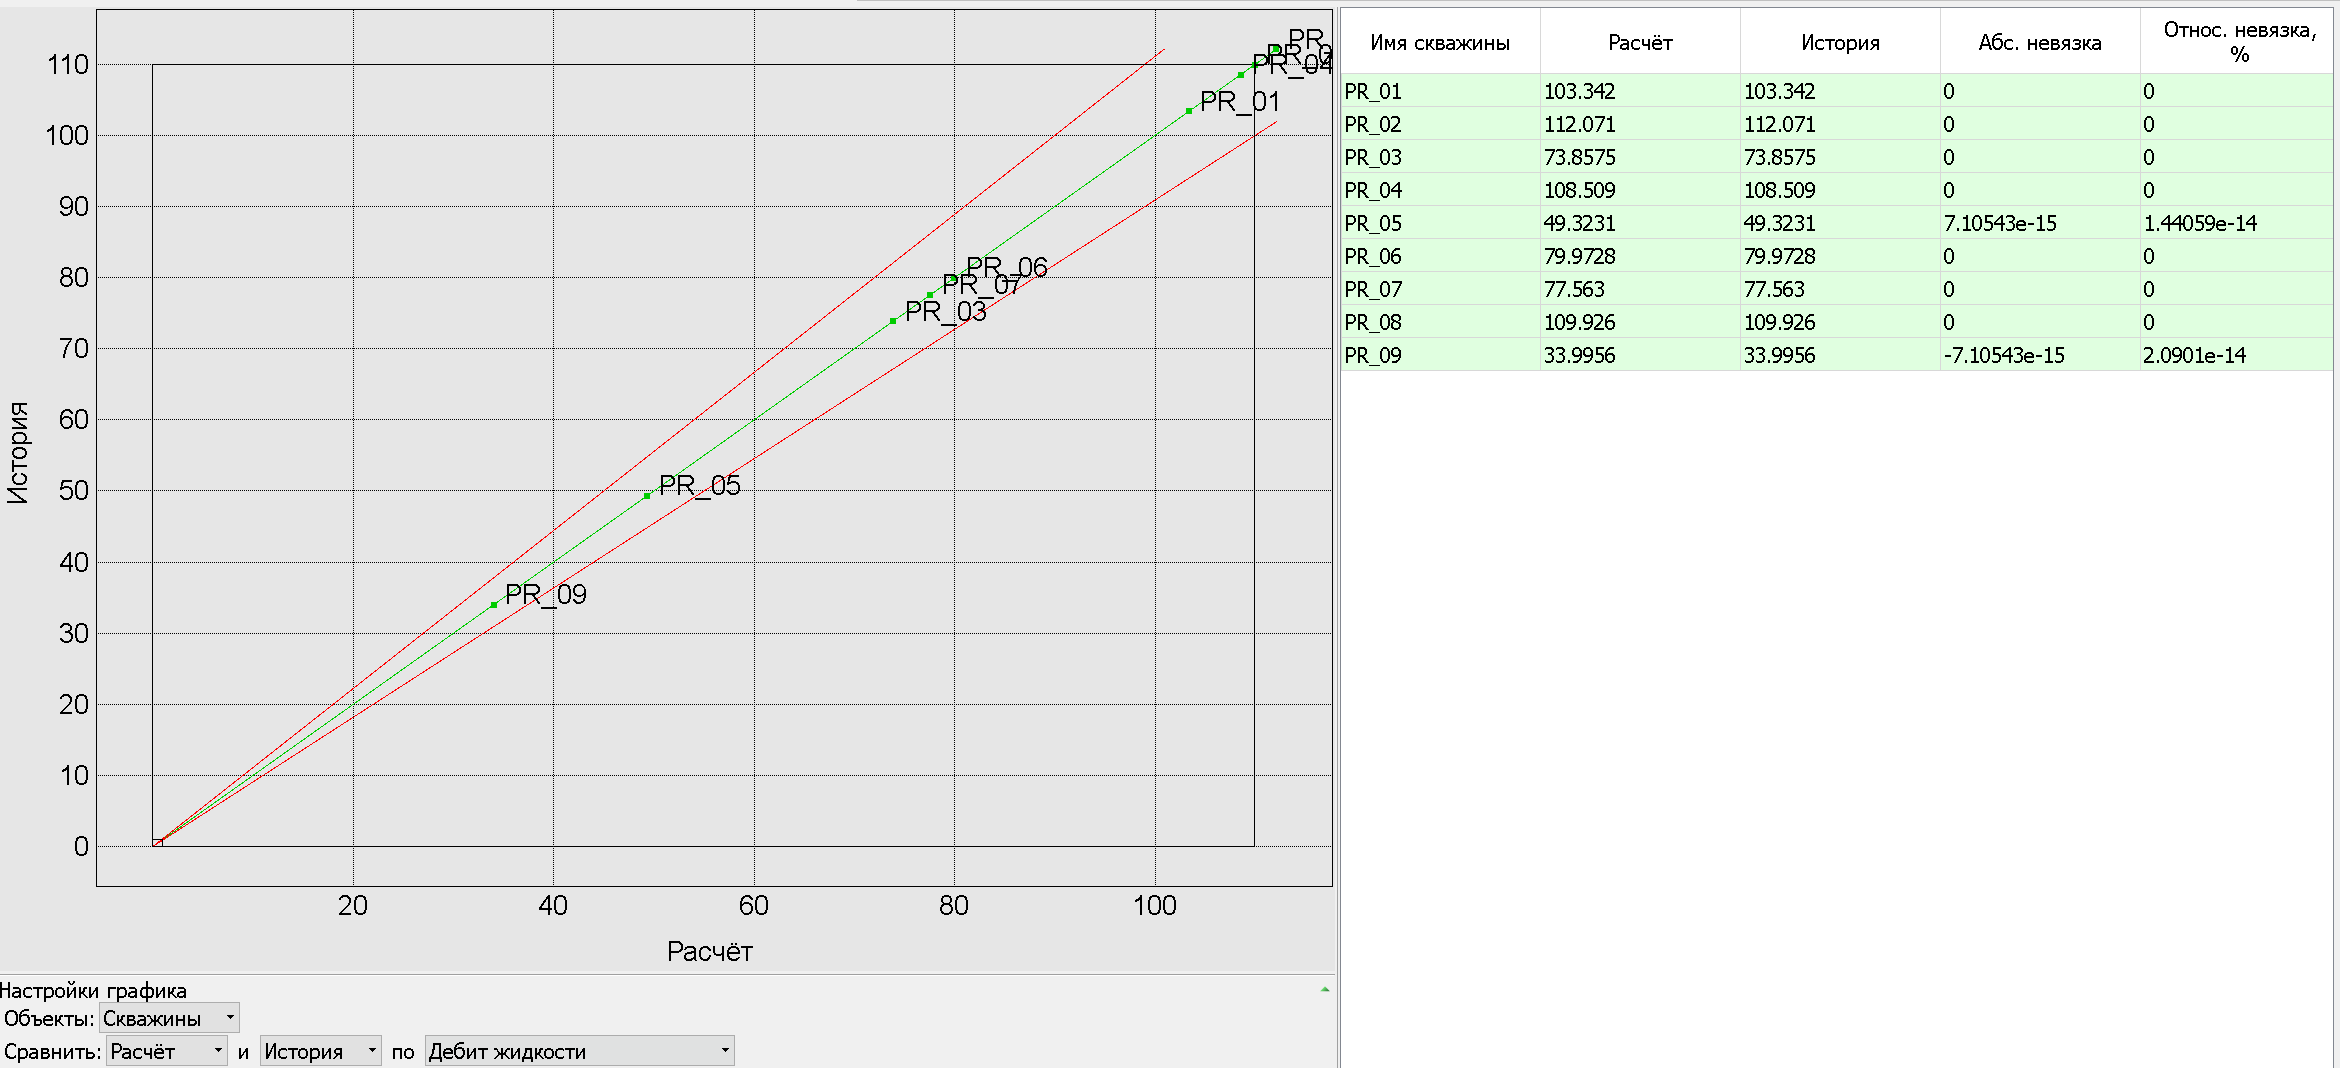 110
100
90
80
70
60
50
40
30
20
10
0
История
PR_04
PR_01
PR_06
PR_07
PR_03
PR_05
PR_09
20 40 60 80 100
Расчёт
Настройки графика
Объекты: Скважины
Сравнить: Расчёт и История по Дебит жидкости
Имя скважины Расчёт История Абс. невязка Относ. невязка, %
PR_01 103.342 103.342 0 0
PR_02 112.071 112.071 0 0
PR_03 73.8575 73.8575 0 0
PR_04 108.509 108.509 0 0
PR_05 49.3231 49.3231 7.10543e-15 1.44059e-14
PR_06 79.9728 79.9728 0 0
PR_07 77.563 77.563 0 0
PR_08 109.926 109.926 0 0
PR_09 33.9956 33.9956 -7.10543e-15 2.0901e-14